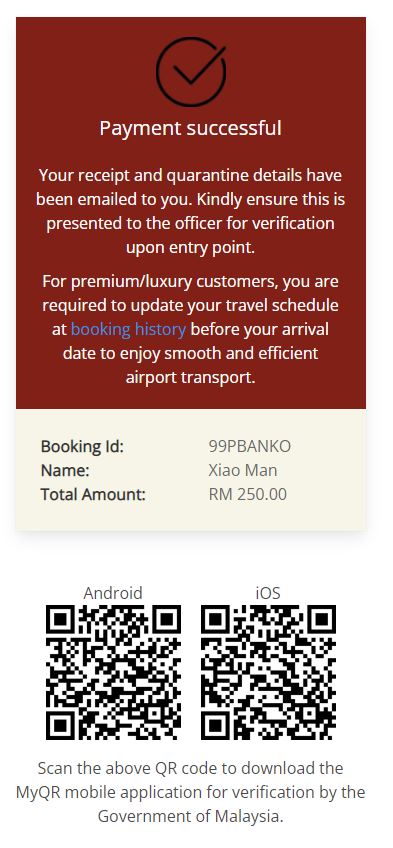 Payment successful
Your receipt and quarantine details have
been emailed to you. Kindly ensure this is
presented to the officer for verification
upon entry point.
For premium/luxury customers, you are
required to update your travel schedule
at booking history before your arrival
date to enjoy smooth and efficient
airport transport.
Booking Id: 99PBANKO
Name: Xiao Man
Total Amount: RM 250.00
Android iOS
Scan the above QR code to download the
MyQR mobile application for verification by the
Government of Malaysia.